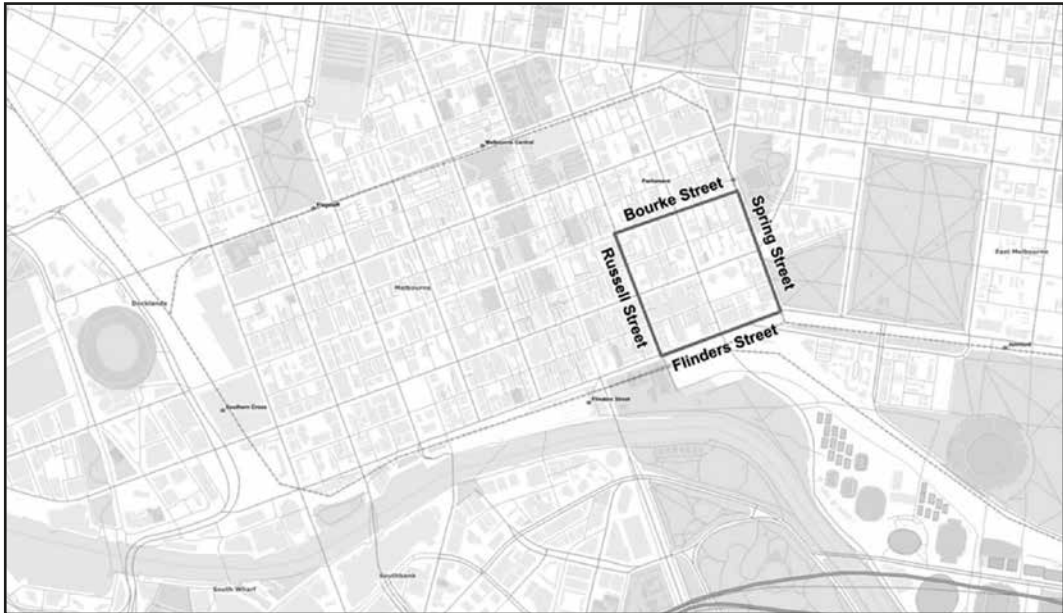 Melbourne Central
Parliament
Flagstaff
Bourke Street
Spring Street
East Melbourne
Russell Street
Melbourne
Docklands
Flinders Street
Jolimont
Flinders Street
Southern Cross
Southbank
South Wharf